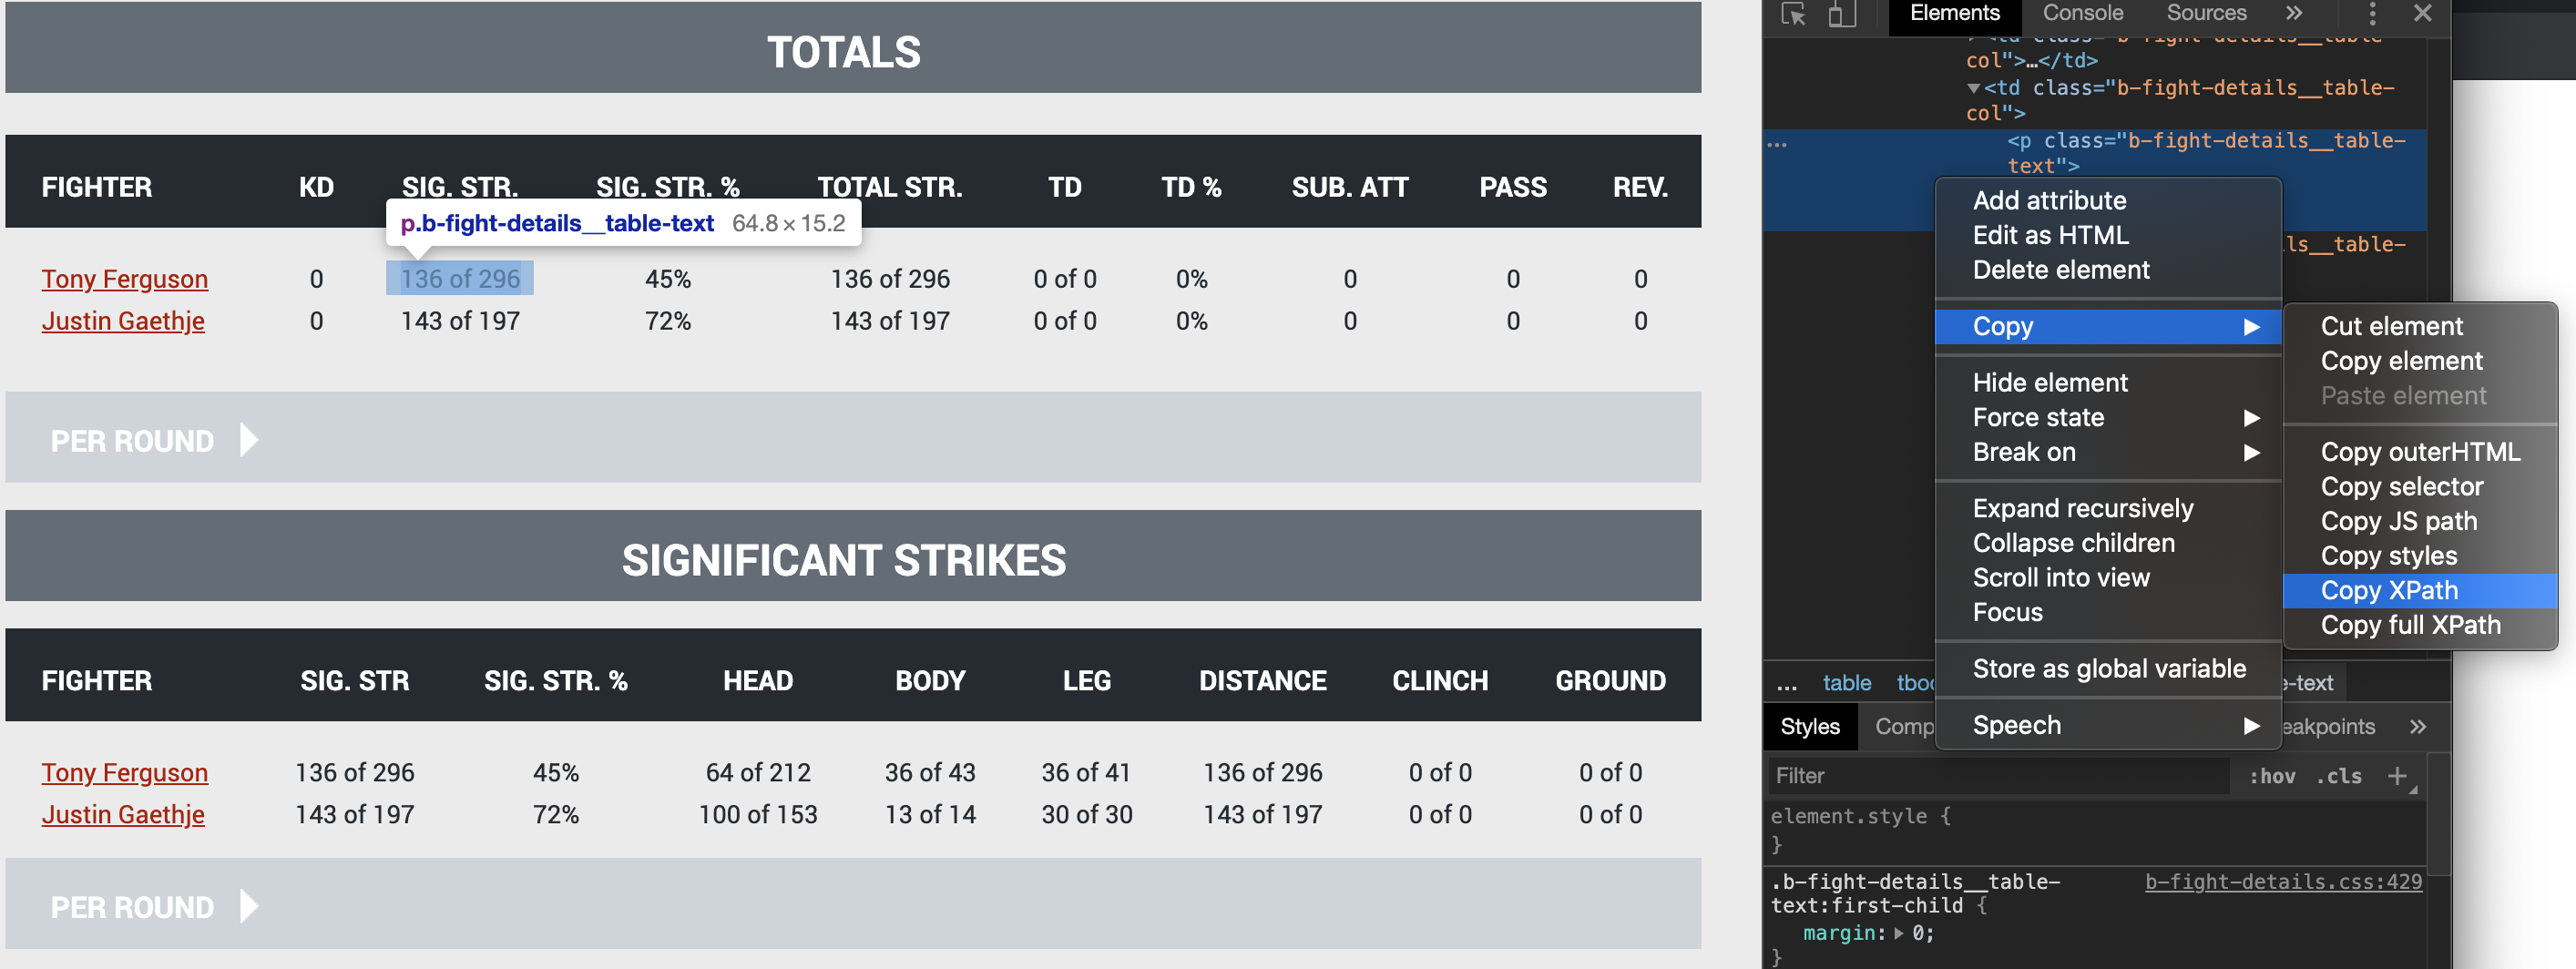 TOTALS
FIGHTER KD SIG. STR. SIG. STR. % TOTAL STR. TD TD % SUB. ATT PASS REV.
p.b-fight-details__table-text 64.8×15.2
Tony Ferguson 0 136 of 296 45% 136 of 296 0 of 0 0% 0 0 0
Justin Gaethje 0 143 of 197 72% 143 of 197 0 of 0 0% 0 0 0
PER ROUND
SIGNIFICANT STRIKES
FIGHTER SIG. STR SIG. STR. % HEAD BODY LEG DISTANCE CLINCH GROUND
Tony Ferguson 136 of 296 45% 64 of 212 36 of 43 36 of 41 136 of 296 0 of 0 0 of 0
Justin Gaethje 143 of 197 72% 100 of 153 13 of 14 30 of 30 143 of 197 0 of 0 0 of 0
PER ROUND
Elements Console Sources »
<td class="b-fight-details__table-
col">…</td>
<td class="b-fight-details__table-
col">
… <p class="b-fight-details__table-
text">
ls__table-
Add attribute
Edit as HTML
Delete element
Copy
Hide element
Force state
Break on
Expand recursively
Collapse children
Scroll into view
Focus
Store as global variable
Speech
Cut element
Copy element
Paste element
Copy outerHTML
Copy selector
Copy JS path
Copy styles
Copy XPath
Copy full XPath
… table tboc e-text
Styles Comp eakpoints »
Filter :hov .cls +
element.style {
}
.b-fight-details__table- b-fight-details.css:429
text:first-child {
margin: 0;
}